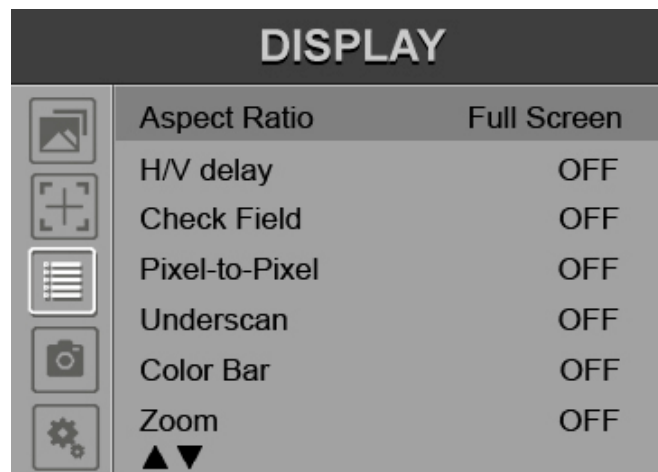 DISPLAY
Aspect Ratio Full Screen
H/V delay OFF
Check Field OFF
Pixel-to-Pixel OFF
Underscan OFF
Color Bar OFF
Zoom OFF